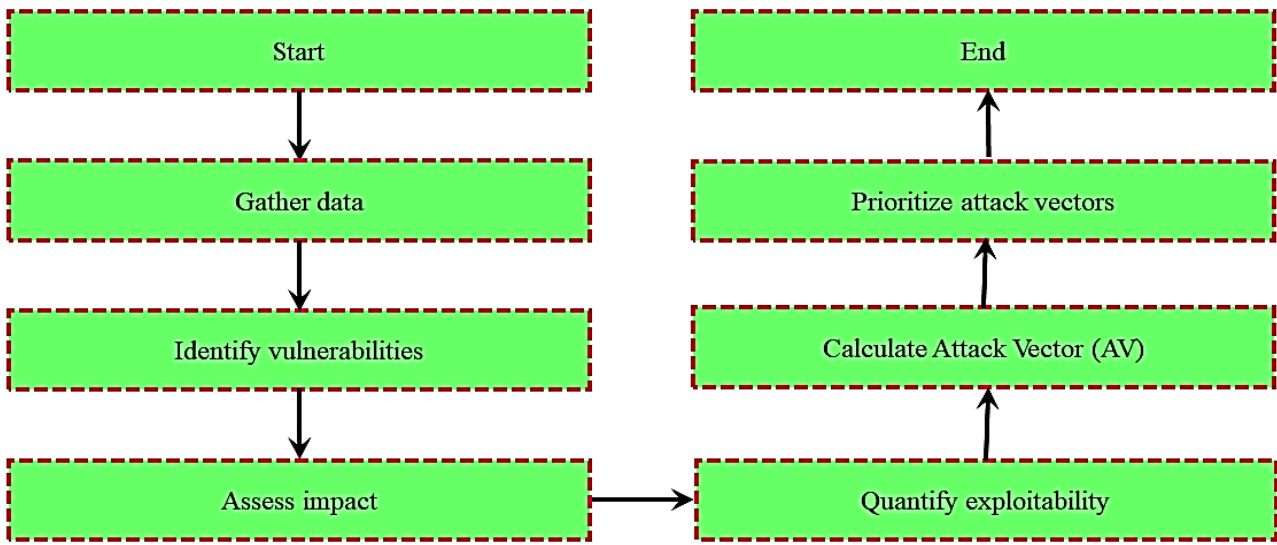 Start
Gather data
Identify vulnerabilities
Assess impact
Quantify exploitability
Calculate Attack Vector (AV)
Prioritize attack vectors
End